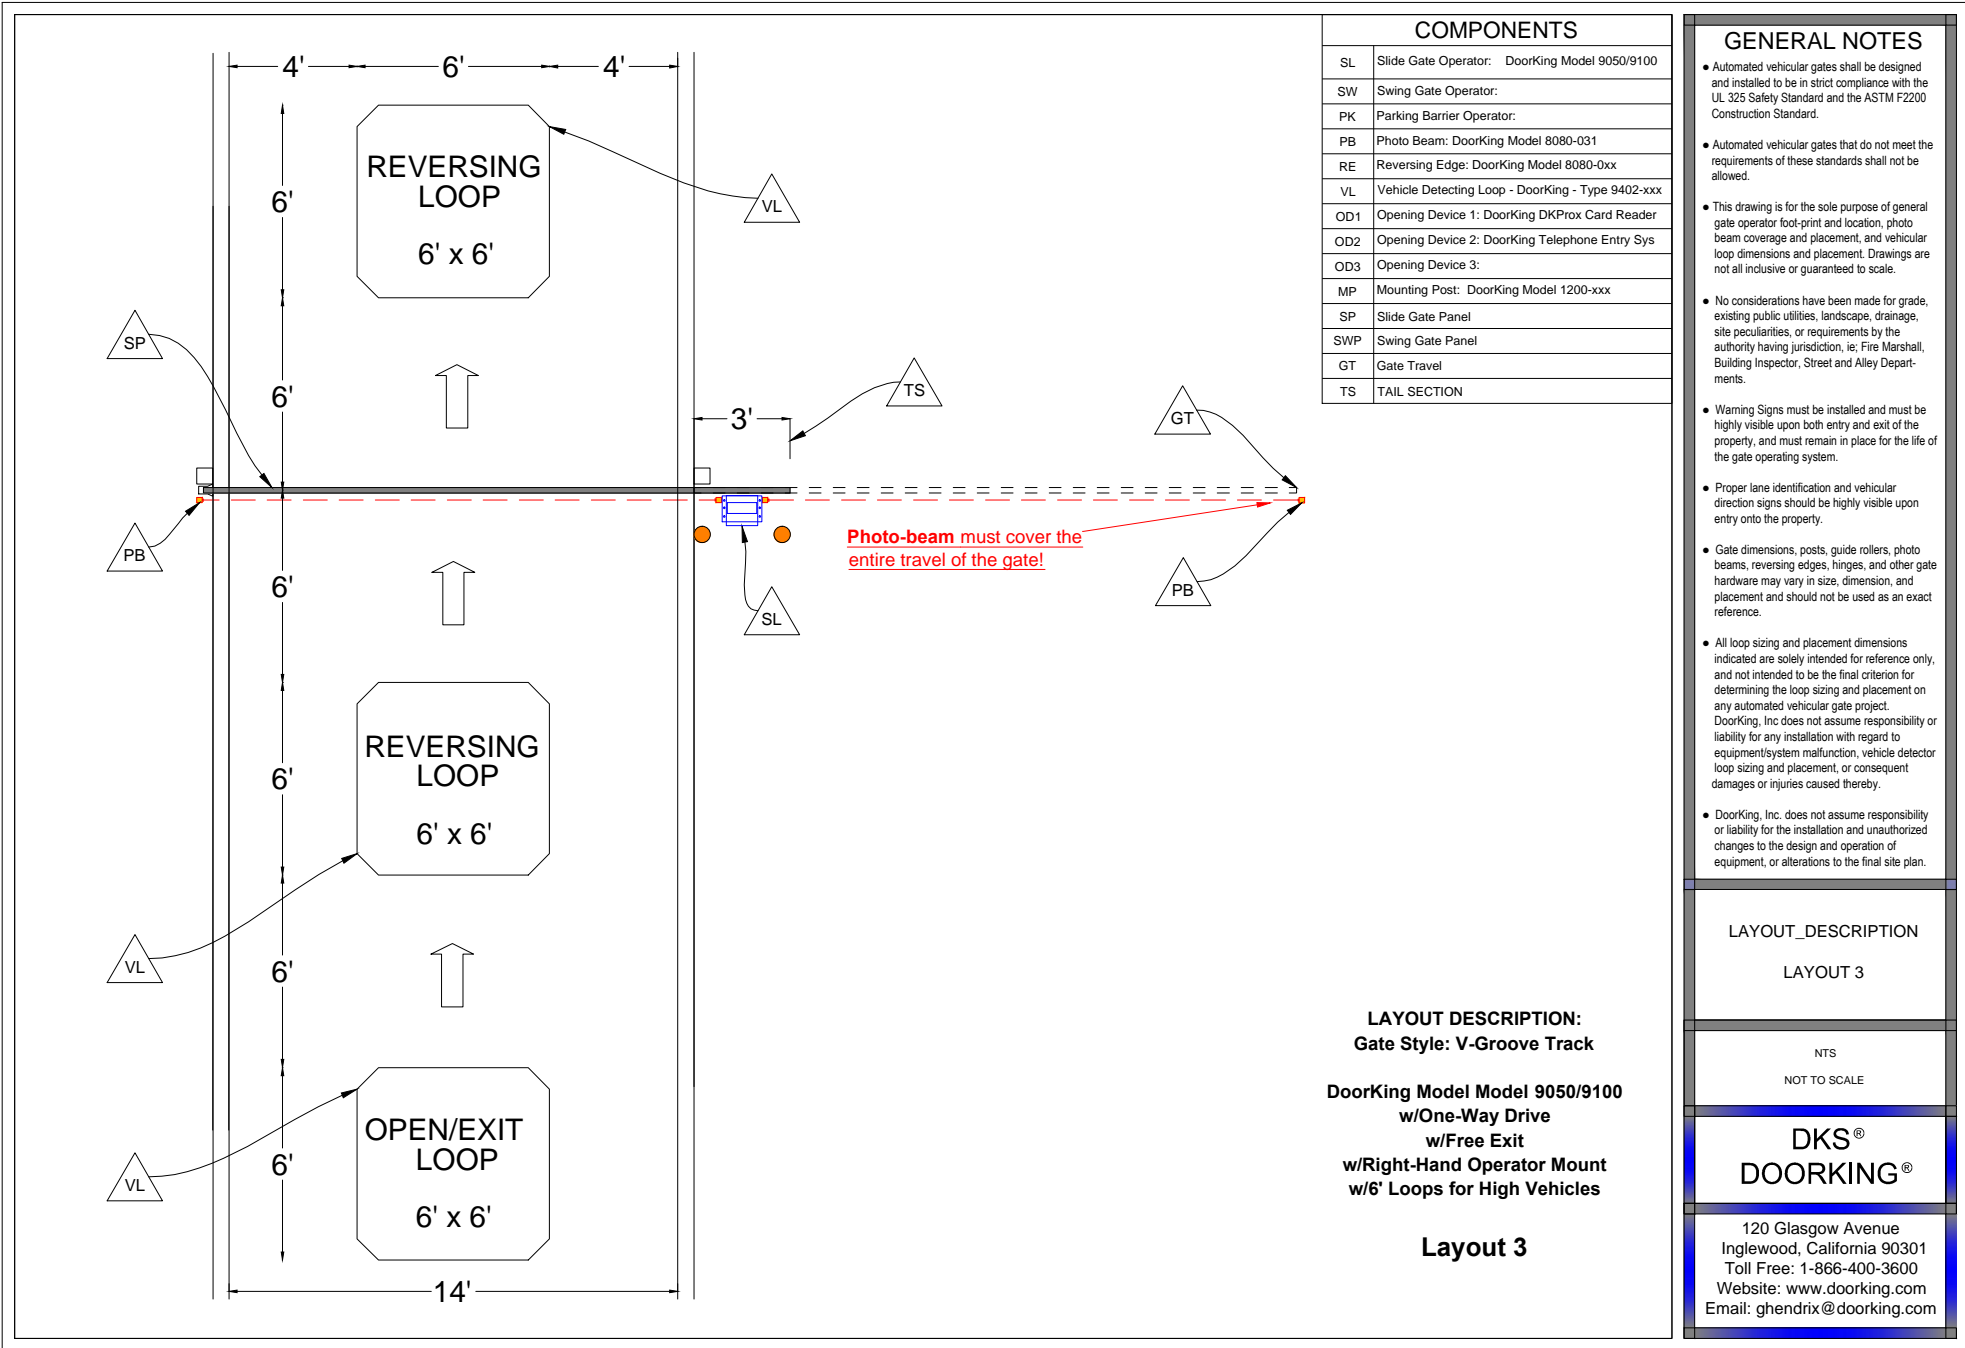 4' 6' 4'
REVERSING
LOOP
6' x 6'
6'
VL
SP
6'
TS
3'
GT
PB
Photo-beam must cover the
entire travel of the gate!
6'
PB
SL
REVERSING
LOOP
6' x 6'
6'
VL
6'
OPEN/EXIT
LOOP
6' x 6'
6'
VL
14'
COMPONENTS
SL Slide Gate Operator: DoorKing Model 9050/9100
SW Swing Gate Operator:
PK Parking Barrier Operator:
PB Photo Beam: DoorKing Model 8080-031
RE Reversing Edge: DoorKing Model 8080-0xx
VL Vehicle Detecting Loop - DoorKing - Type 9402-xxx
OD1 Opening Device 1: DoorKing DKProx Card Reader
OD2 Opening Device 2: DoorKing Telephone Entry Sys
OD3 Opening Device 3:
MP Mounting Post: DoorKing Model 1200-xxx
SP Slide Gate Panel
SWP Swing Gate Panel
GT Gate Travel
TS TAIL SECTION
LAYOUT DESCRIPTION:
Gate Style: V-Groove Track
DoorKing Model Model 9050/9100
w/One-Way Drive
w/Free Exit
w/Right-Hand Operator Mount
w/6' Loops for High Vehicles
Layout 3
GENERAL NOTES
● Automated vehicular gates shall be designed
and installed to be in strict compliance with the
UL 325 Safety Standard and the ASTM F2200
Construction Standard.
● Automated vehicular gates that do not meet the
requirements of these standards shall not be
allowed.
● This drawing is for the sole purpose of general
gate operator foot-print and location, photo
beam coverage and placement, and vehicular
loop dimensions and placement. Drawings are
not all inclusive or guaranteed to scale.
● No considerations have been made for grade,
existing public utilities, landscape, drainage,
site peculiarities, or requirements by the
authority having jurisdiction, ie; Fire Marshall,
Building Inspector, Street and Alley Depart-
ments.
● Warning Signs must be installed and must be
highly visible upon both entry and exit of the
property, and must remain in place for the life of
the gate operating system.
● Proper lane identification and vehicular
direction signs should be highly visible upon
entry onto the property.
● Gate dimensions, posts, guide rollers, photo
beams, reversing edges, hinges, and other gate
hardware may vary in size, dimension, and
placement and should not be used as an exact
reference.
● All loop sizing and placement dimensions
indicated are solely intended for reference only,
and not intended to be the final criterion for
determining the loop sizing and placement on
any automated vehicular gate project.
DoorKing, Inc does not assume responsibility or
liability for any installation with regard to
equipment/system malfunction, vehicle detector
loop sizing and placement, or consequent
damages or injuries caused thereby.
● DoorKing, Inc. does not assume responsibility
or liability for the installation and unauthorized
changes to the design and operation of
equipment, or alterations to the final site plan.
LAYOUT_DESCRIPTION
LAYOUT 3
NTS
NOT TO SCALE
DKS®
DOORKING®
120 Glasgow Avenue
Inglewood, California 90301
Toll Free: 1-866-400-3600
Website: www.doorking.com
Email: ghendrix@doorking.com